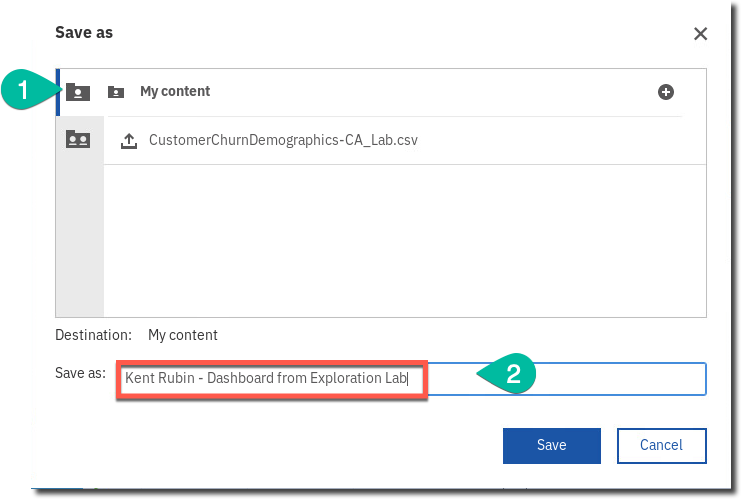 Save as
1
My content
CustomerChurnDemographics-CA_Lab.csv
Destination: My content
Save as: Kent Rubin - Dashboard from Exploration Lab
2
Save Cancel